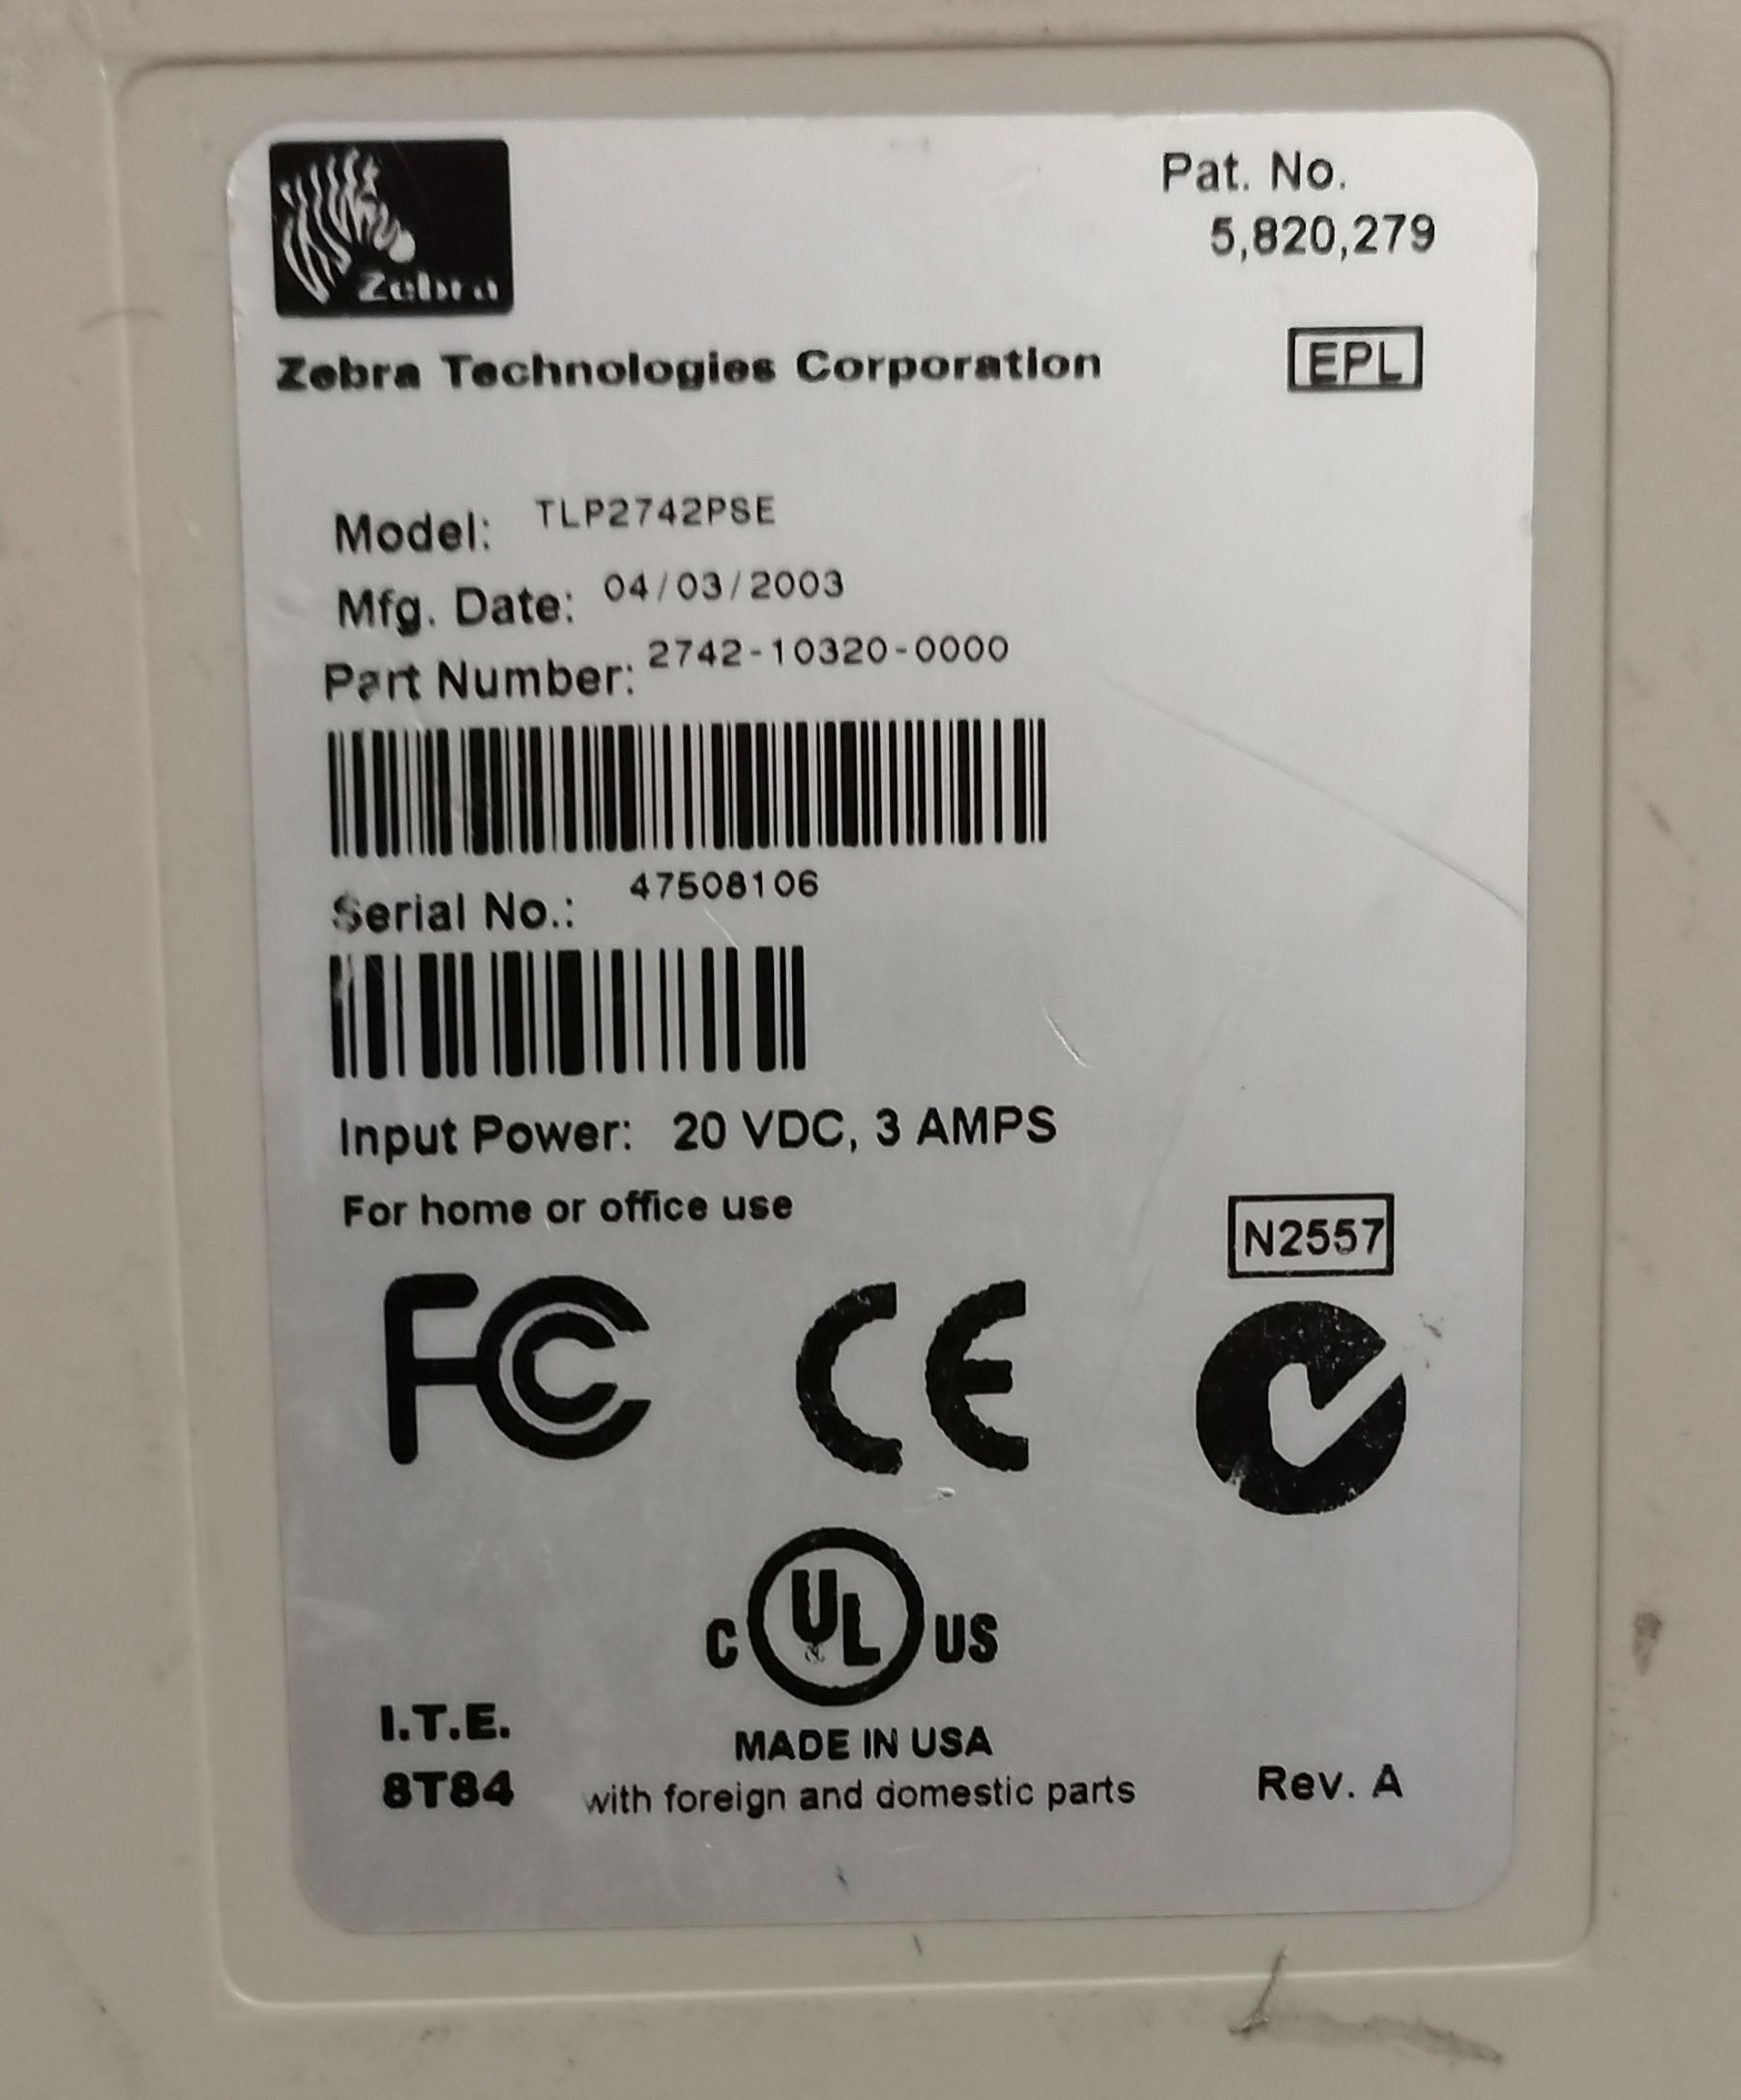 Zebra
Pat. No.
5,820,279
Zebra Technologies Corporation
EPL
Model: TLP2742PSE
Mfg. Date: 04/03/2003
Part Number: 2742-10320-0000
Serial No.: 47508106
Input Power: 20 VDC, 3 AMPS
For home or office use
N2557
FC CE
C UL US
I.T.E.
8T84
MADE IN USA
with foreign and domestic parts
Rev. A